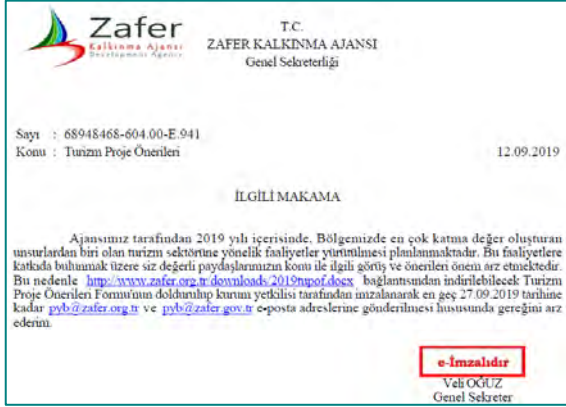 Zafer
Kalkınma Ajansı
Development Agency
T.C.
ZAFER KALKINMA AJANSI
Genel Sekreterliği
Sayı : 68948468-604.00-E.941
Konu : Turizm Proje Önerileri
12.09.2019
İLGİLİ MAKAMA
Ajansımız tarafından 2019 yılı içerisinde, Bölgemizde en çok katma değer oluşturan
unsurlardan biri olan turizm sektörüne yönelik faaliyetler yürütülmesi planlanmaktadır. Bu faaliyetlere
katkıda bulunmak üzere siz değerli paydaşlarımızın konu ile ilgili görüş ve önerileri önem arz etmektedir.
Bu nedenle http://www.zafer.org.tr/downloads/2019tupof.docx bağlantısından indirilebilecek Turizm
Proje Önerileri Formu'nun doldurulup kurum yetkilisi tarafından imzalanarak en geç 27.09.2019 tarihine
kadar pyb@zafer.org.tr ve pyb@zafer.gov.tr e-posta adreslerine gönderilmesi hususunda gereğini arz
ederim.
e-İmzalıdır
Veli OĞUZ
Genel Sekreter